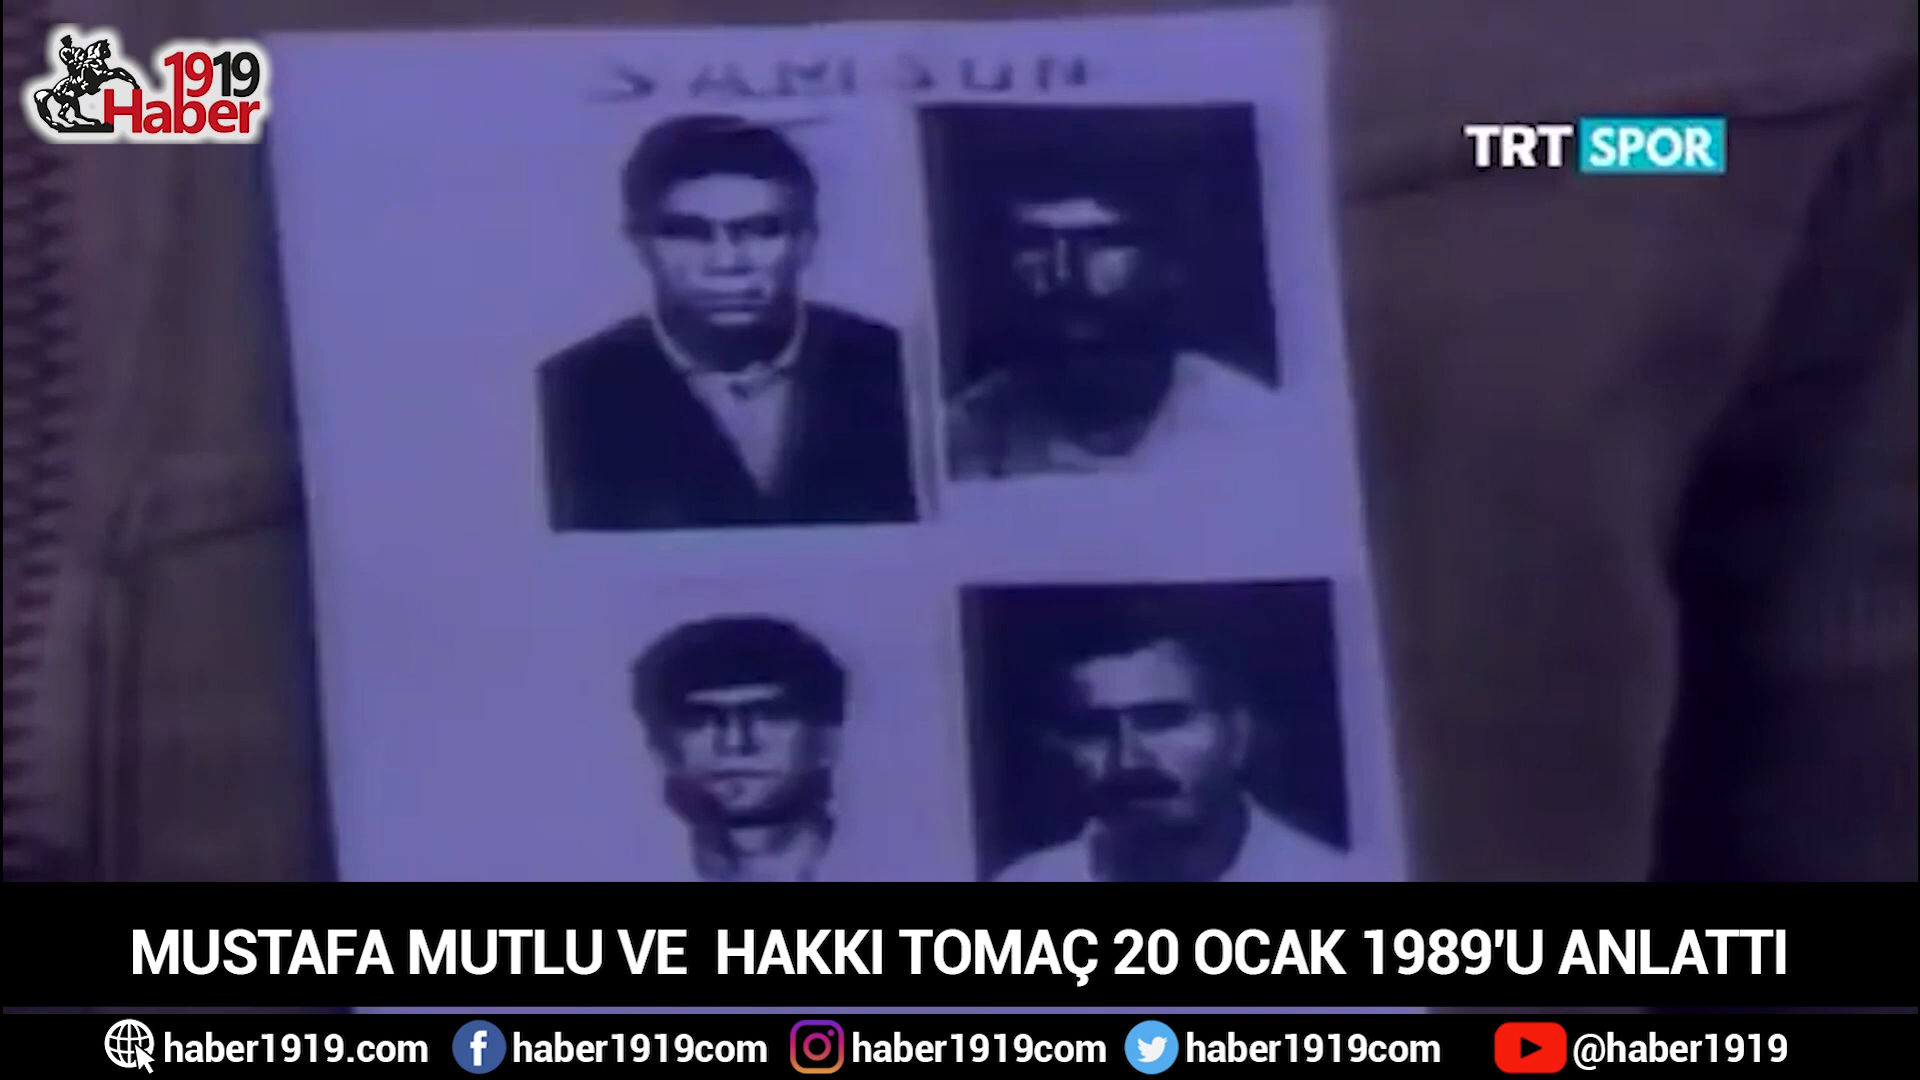 1919
Haber
SAMSUN
TRT SPOR
MUSTAFA MUTLU VE HAKKI TOMAÇ 20 OCAK 1989'U ANLATTI
haber1919.com haber1919com haber1919com haber1919com @haber1919